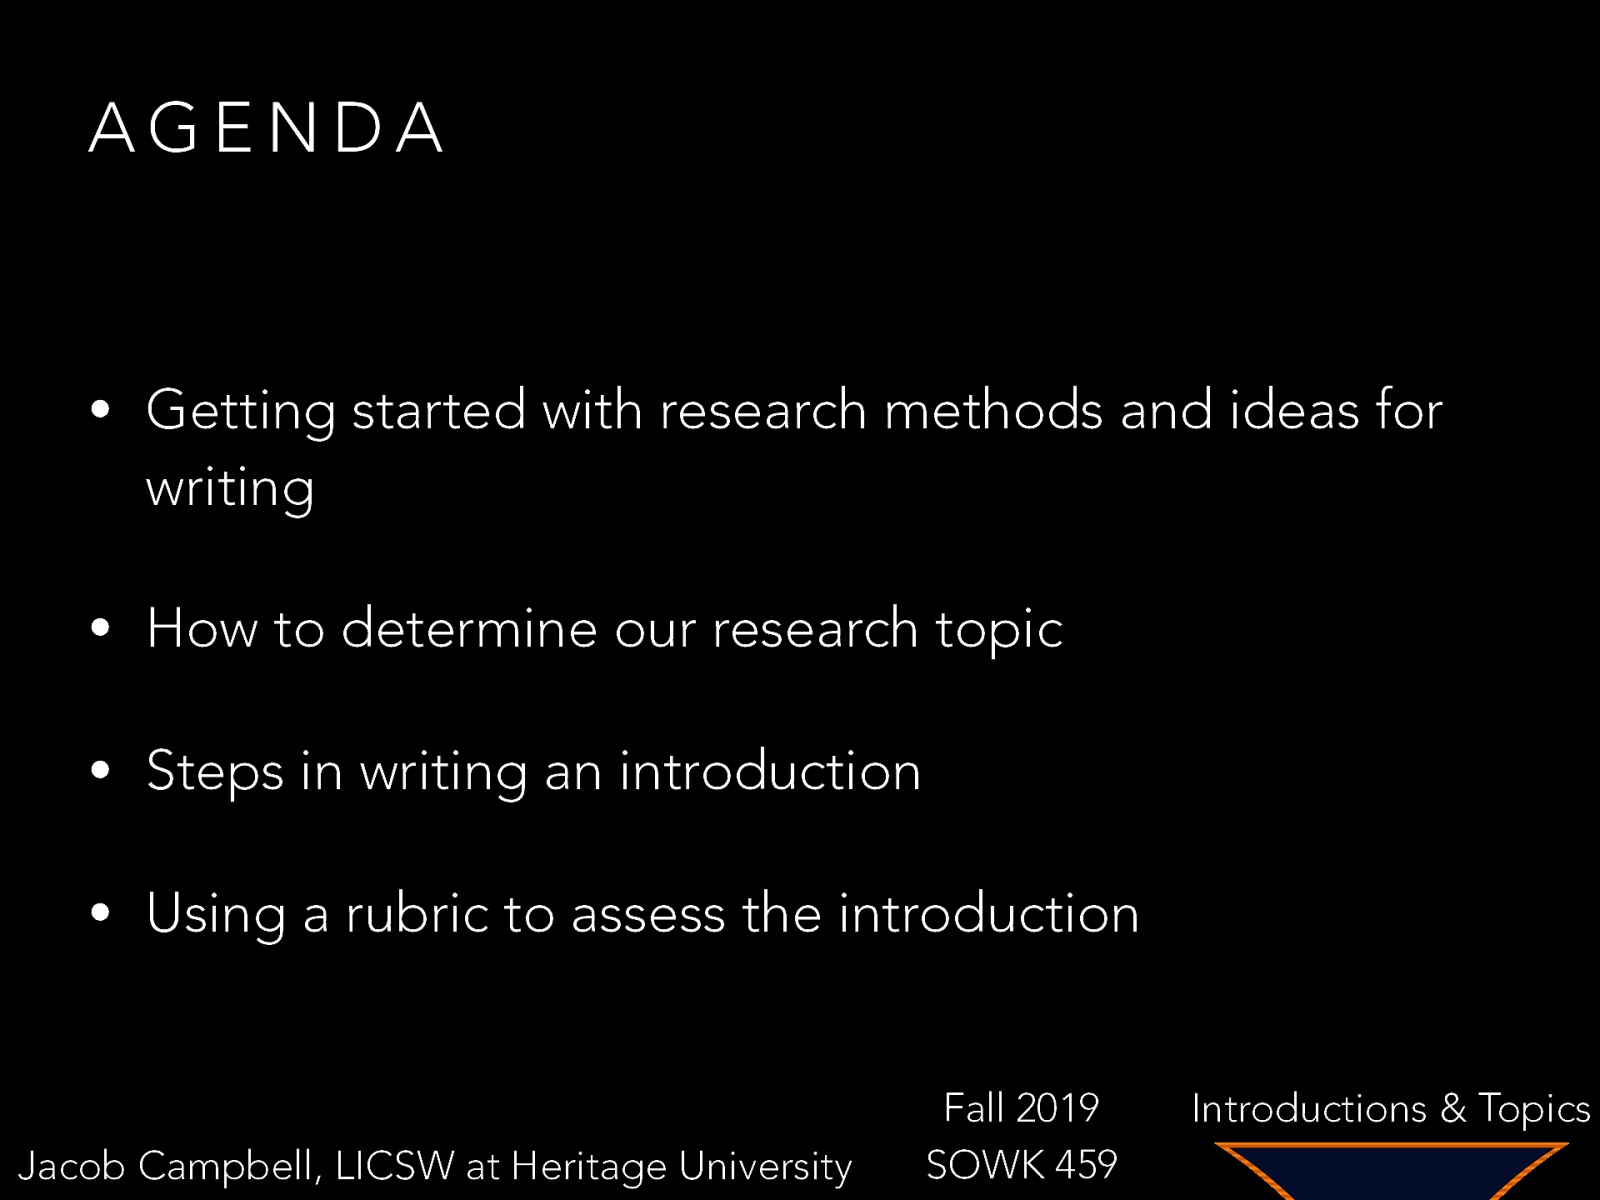 AGENDA
• Getting started with research methods and ideas for
writing
• How to determine our research topic
• Steps in writing an introduction
• Using a rubric to assess the introduction
Fall 2019
Introductions & Topics
Jacob Campbell, LICSW at Heritage University
SOWK 459